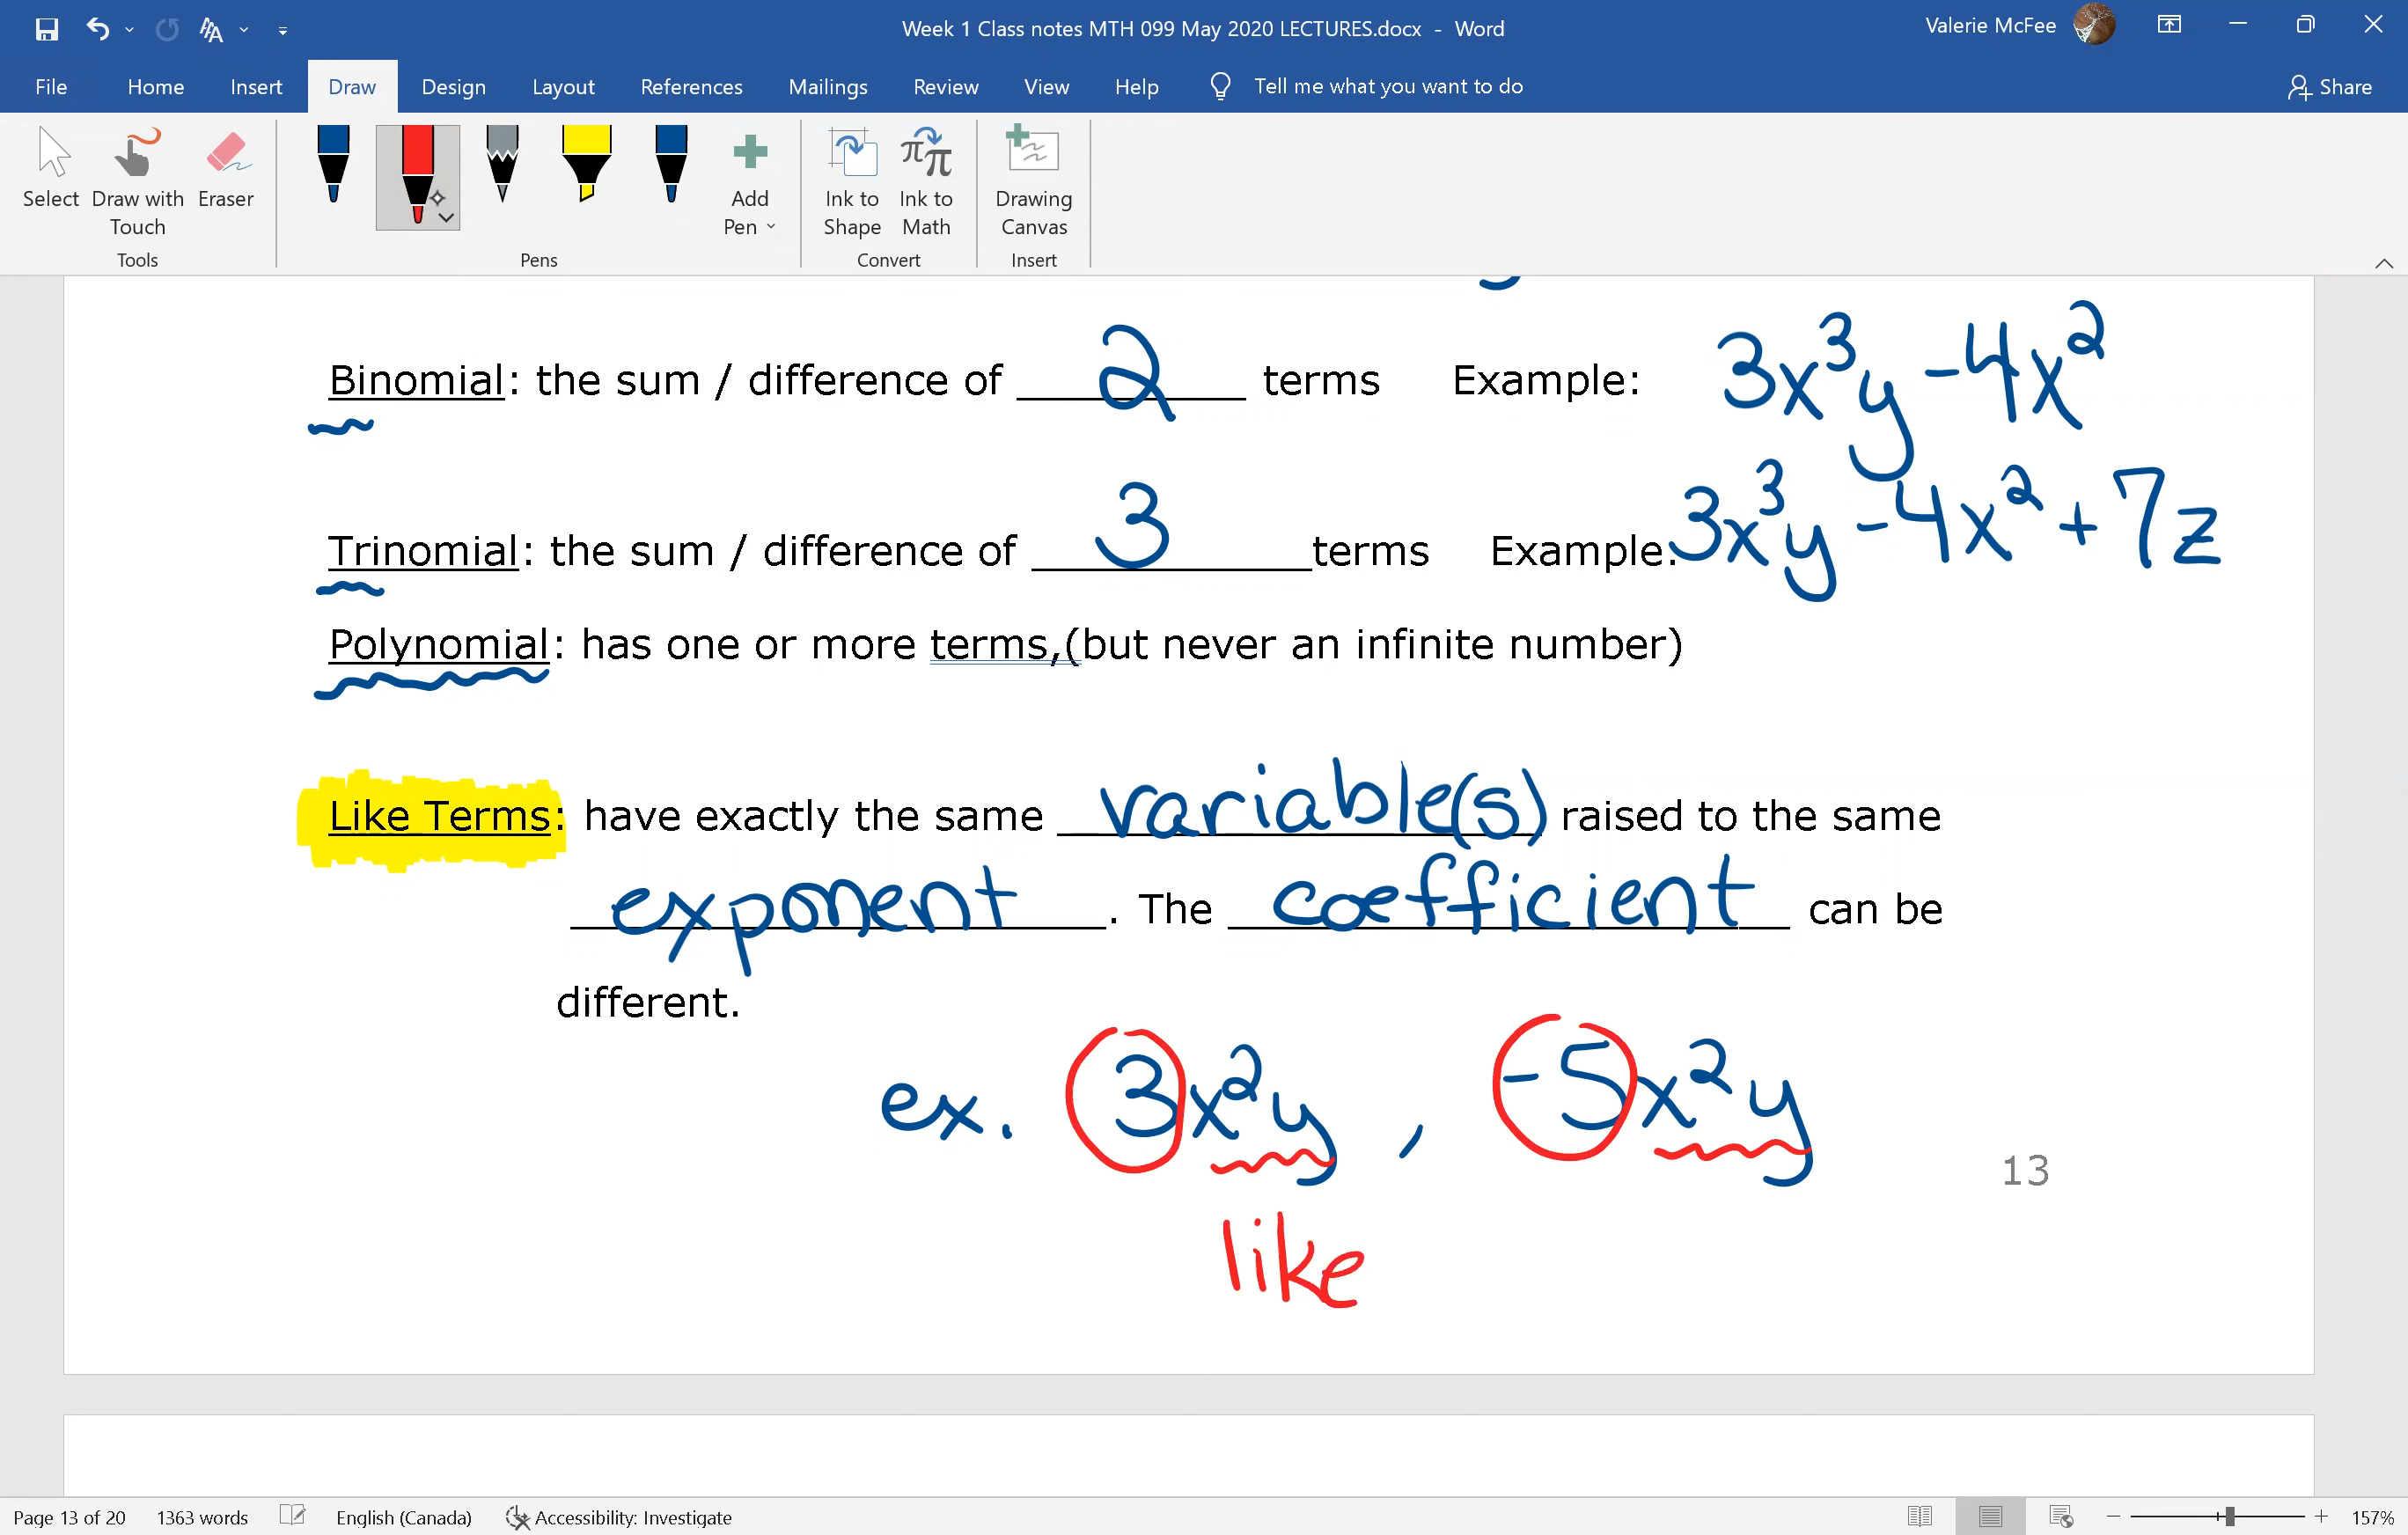 Week 1 Class notes MTH 099 May 2020 LECTURES.docx - Word
Valerie McFee
File Home Insert Draw Design Layout References Mailings Review View Help Tell me what you want to do Share
Select Draw with Touch Eraser Add Pen Ink to Shape Ink to Math Drawing Canvas
Tools Pens Convert Insert
Binomial: the sum / difference of 2 terms Example: 3x³y - 4x²
Trinomial: the sum / difference of 3 terms Example: 3x³y - 4x² + 7z
Polynomial: has one or more terms,(but never an infinite number)
Like Terms: have exactly the same variable(s) raised to the same
exponent. The coefficient can be
different.
ex. 3x²y , -5x²y
13
like
Page 13 of 20 1363 words English (Canada) Accessibility: Investigate 157%